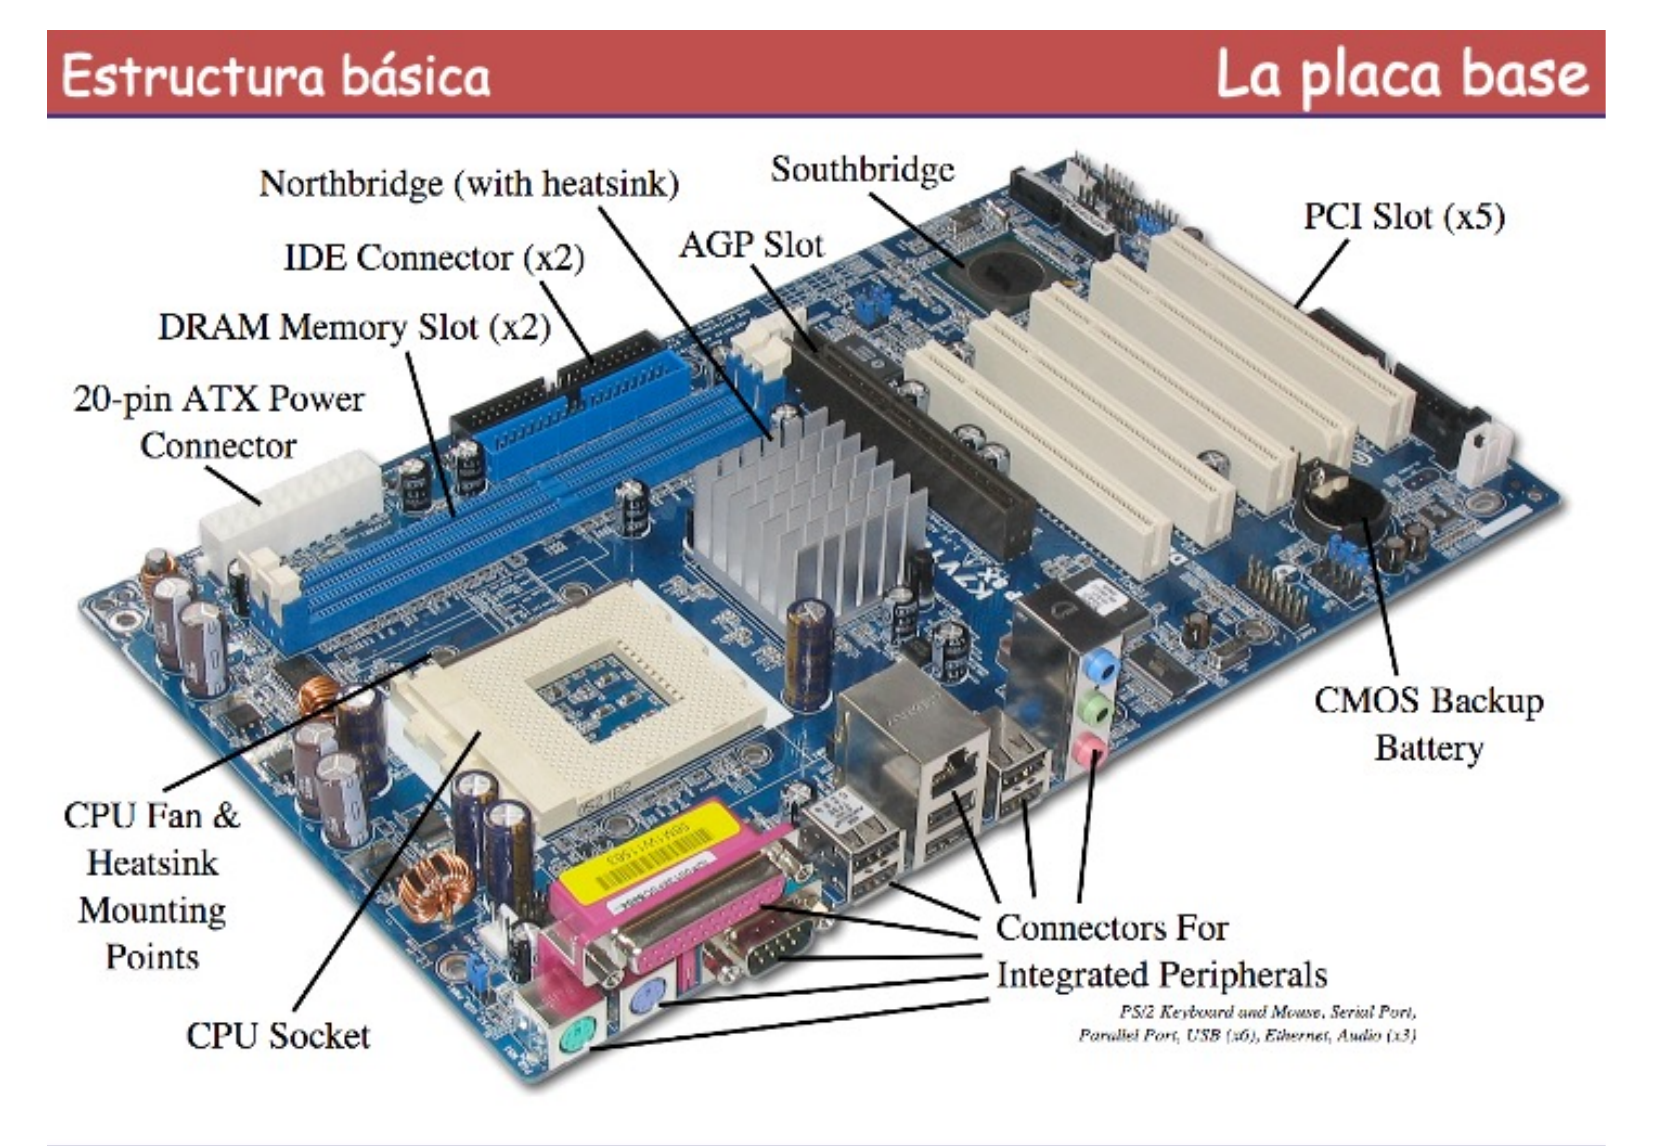 Estructura básica
La placa base
Southbridge
Northbridge (with heatsink)
PCI Slot (x5)
AGP Slot
IDE Connector (x2)
DRAM Memory Slot (x2)
20-pin ATX Power
Connector
CMOS Backup
Battery
CPU Fan &
Heatsink
Mounting
Points
CPU Socket
Connectors For
Integrated Peripherals
PS/2 Keyboard and Mouse, Serial Port,
Parallel Port, USB (x6), Ethernet, Audio (x3)